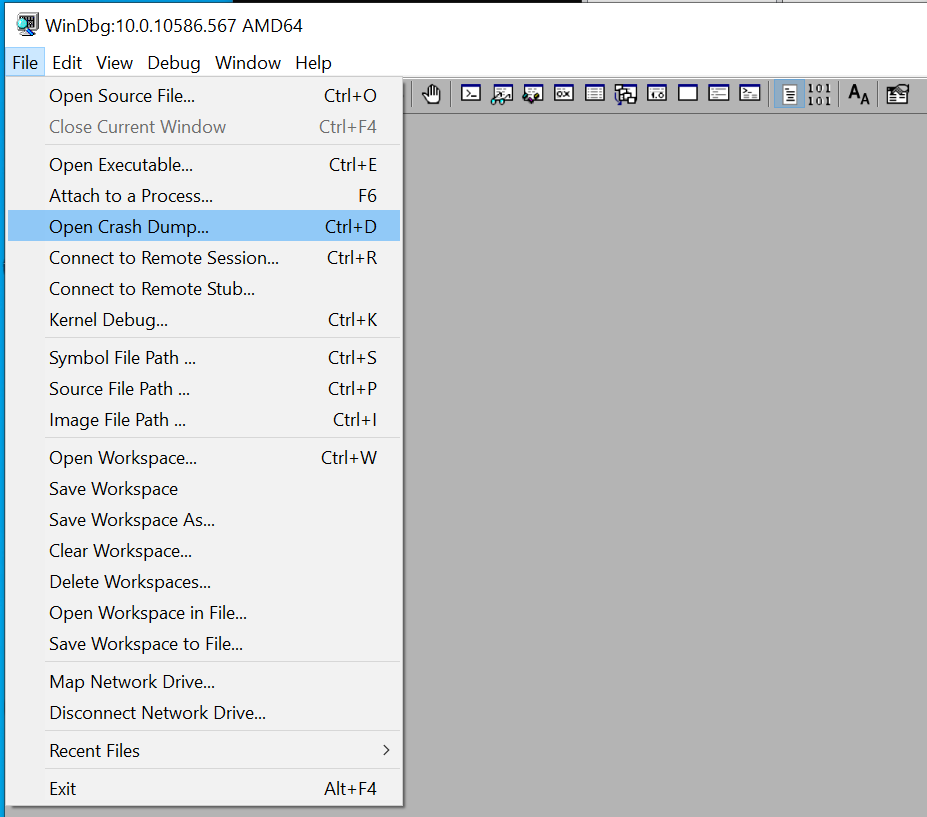 WinDbg:10.0.10586.567 AMD64
File Edit View Debug Window Help
Open Source File... Ctrl+O
Close Current Window Ctrl+F4
Open Executable... Ctrl+E
Attach to a Process... F6
Open Crash Dump... Ctrl+D
Connect to Remote Session... Ctrl+R
Connect to Remote Stub...
Kernel Debug... Ctrl+K
Symbol File Path ... Ctrl+S
Source File Path ... Ctrl+P
Image File Path ... Ctrl+I
Open Workspace... Ctrl+W
Save Workspace
Save Workspace As...
Clear Workspace...
Delete Workspaces...
Open Workspace in File...
Save Workspace to File...
Map Network Drive...
Disconnect Network Drive...
Recent Files
Exit Alt+F4
101
101
AA